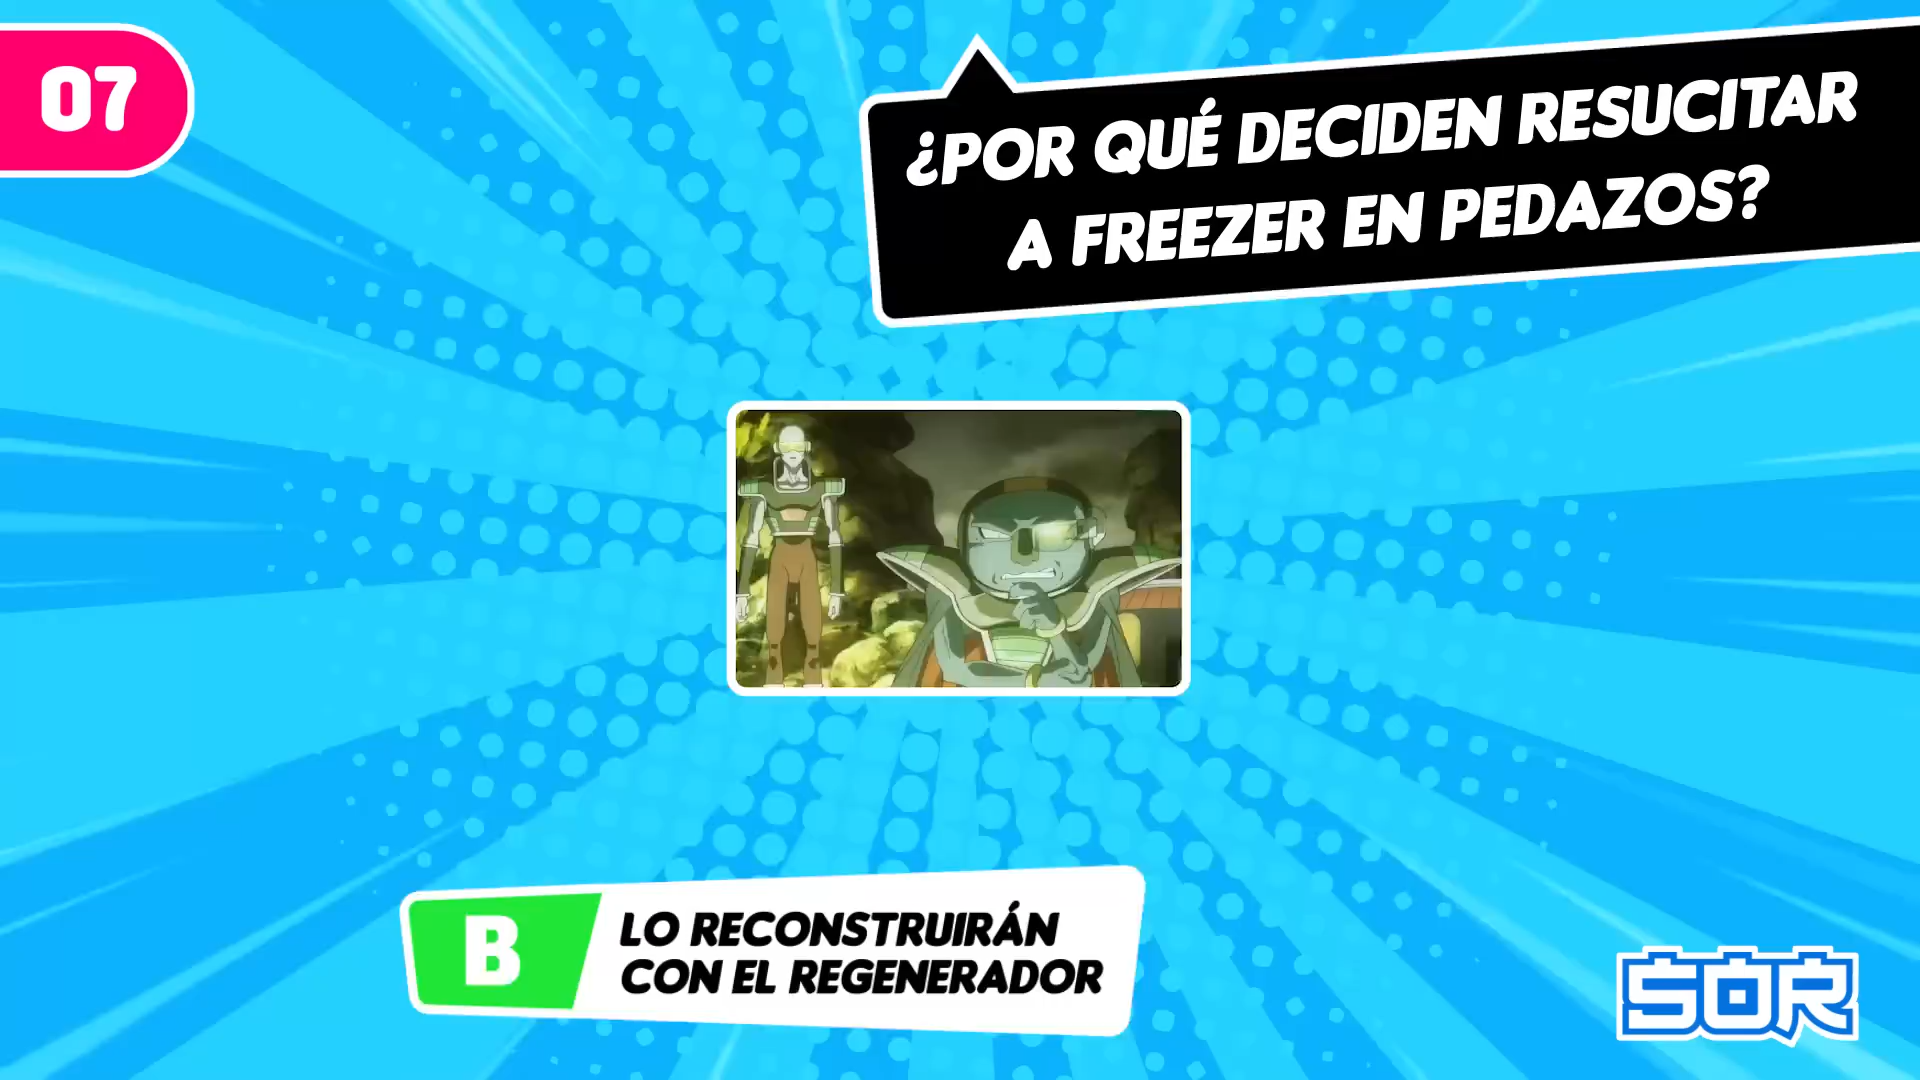 07
¿POR QUÉ DECIDEN RESUCITAR
A FREEZER EN PEDAZOS?
B
LO RECONSTRUIRÁN
CON EL REGENERADOR
SOR